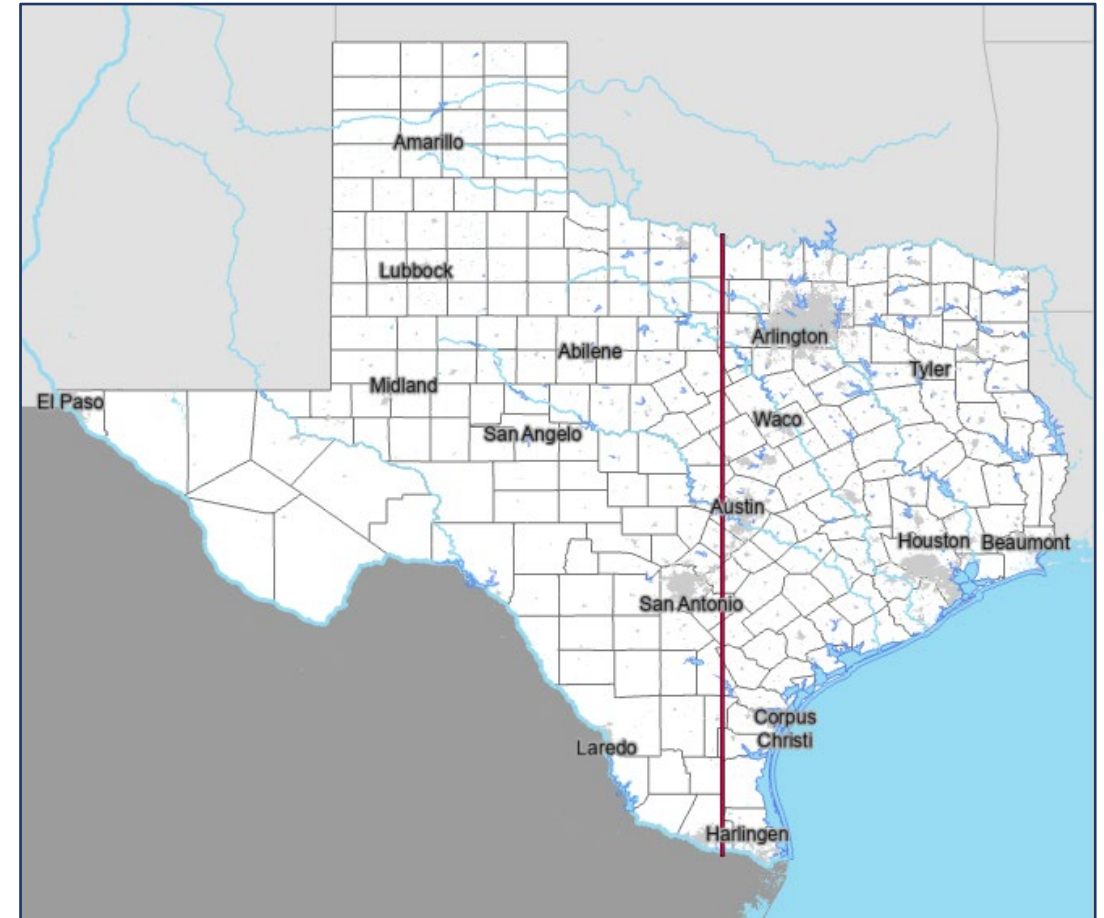 Amarillo
Lubbock
Arlington
Abilene
Tyler
Midland
El Paso
Waco
San Angelo
Austin
Houston
Beaumont
San Antonio
Corpus
Christi
Laredo
Harlingen